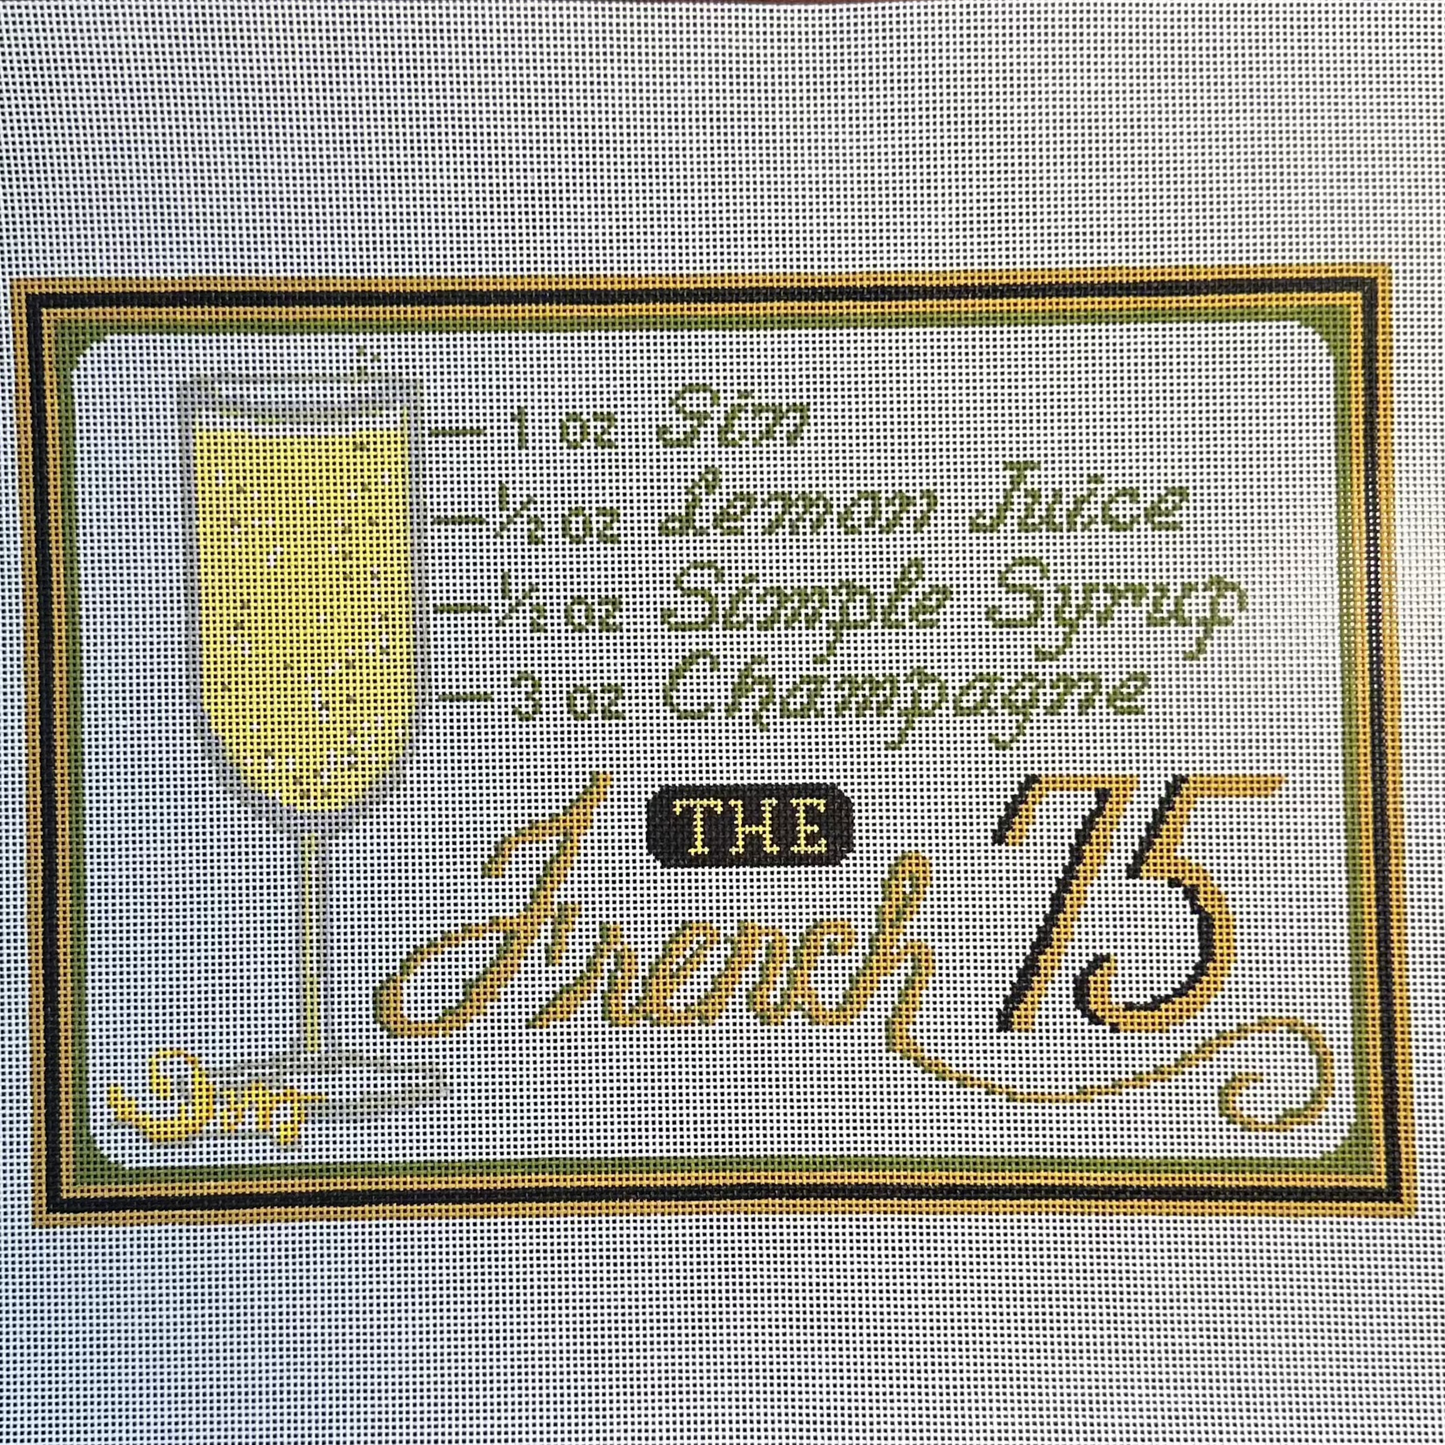 1 oz Gin
½ oz Lemon Juice
½ oz Simple Syrup
3 oz Champagne
THE
French 75